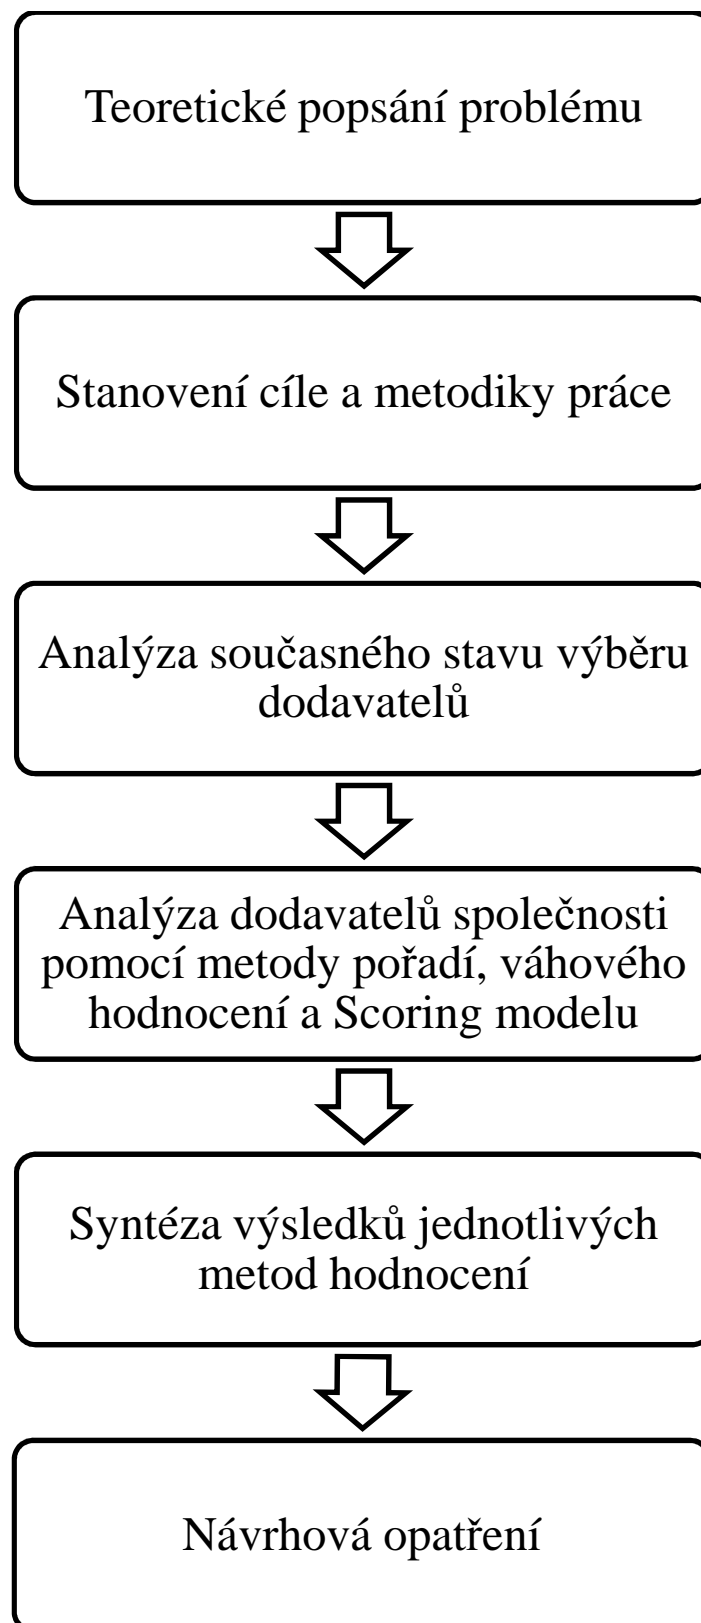 Teoretické popsání problému
Stanovení cíle a metodiky práce
Analýza současného stavu výběru
dodavatelů
Analýza dodavatelů společnosti
pomocí metody pořadí, váhového
hodnocení a Scoring modelu
Syntéza výsledků jednotlivých
metod hodnocení
Návrhová opatření